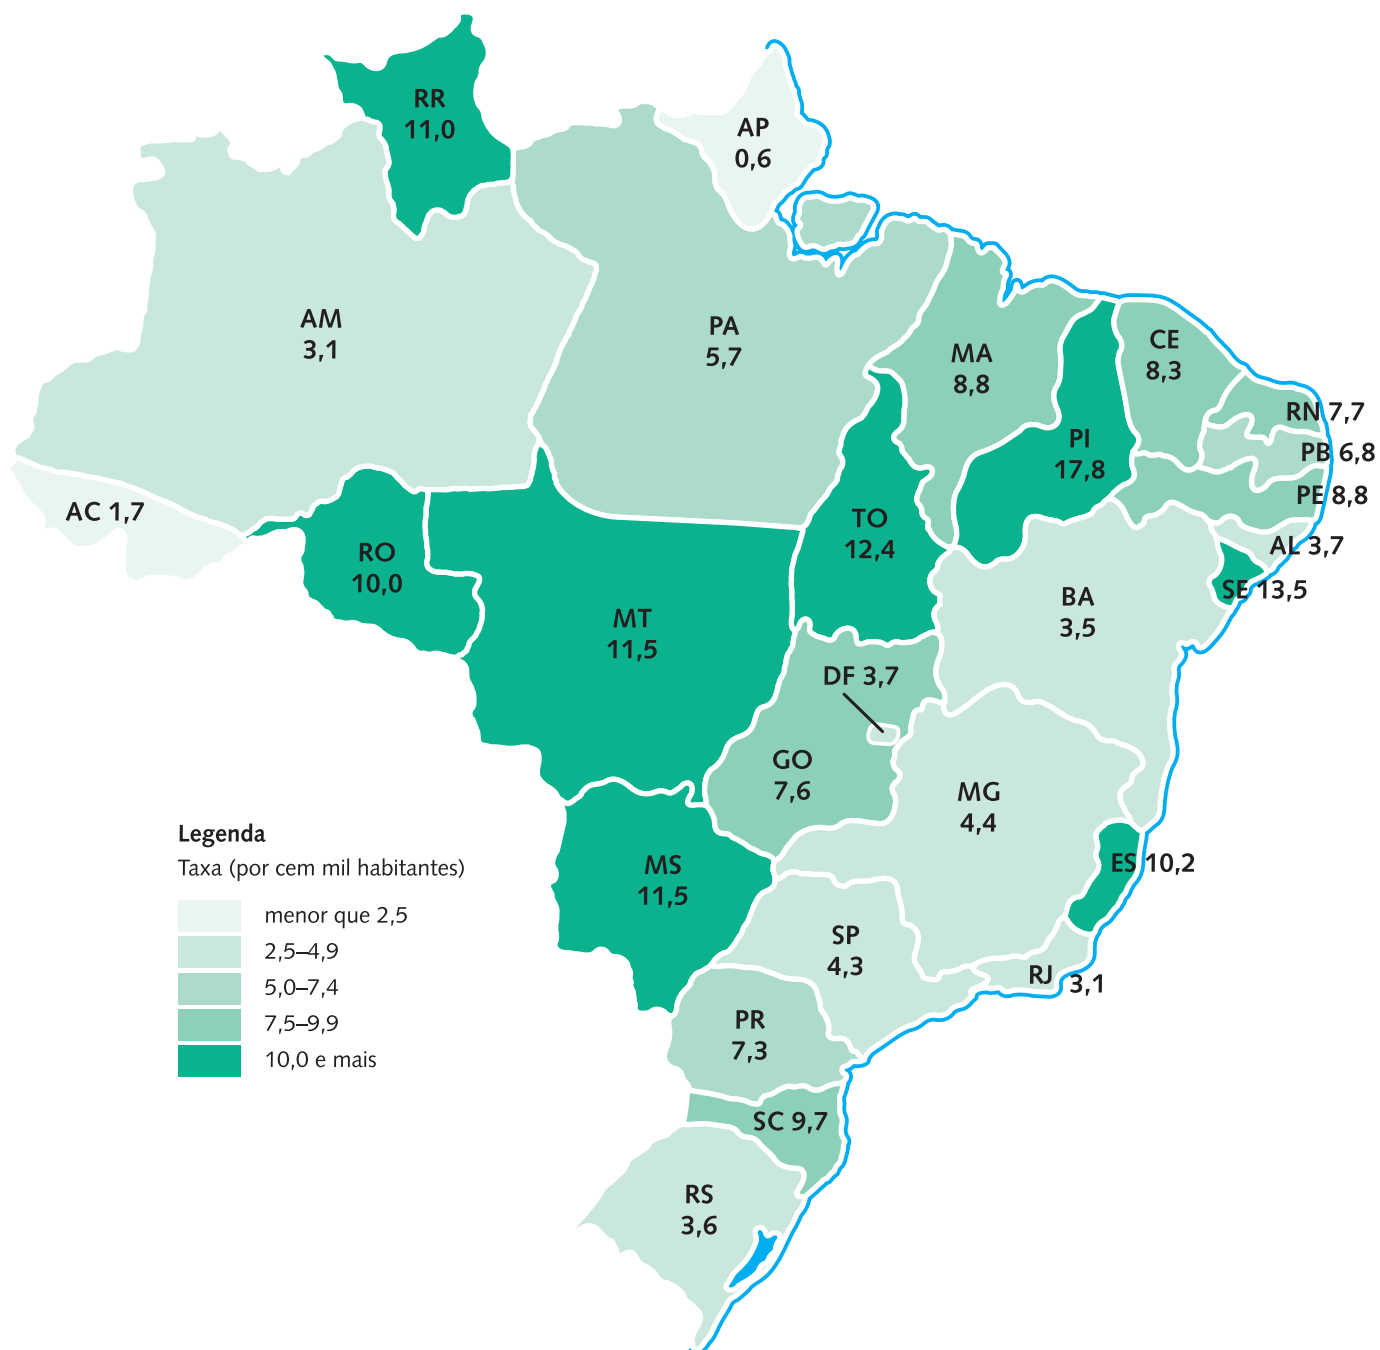 RR
11,0
AP
0,6
AM
3,1
PA
5,7
MA
8,8
CE
8,3
RN 7,7
PB 6,8
PE 8,8
PI
17,8
AC 1,7
RO
10,0
TO
12,4
AL 3,7
SE 13,5
BA
3,5
MT
11,5
DF 3,7
GO
7,6
MG
4,4
ES 10,2
MS
11,5
SP
4,3
RJ 3,1
PR
7,3
SC 9,7
RS
3,6
Legenda
Taxa (por cem mil habitantes)
menor que 2,5
2,5–4,9
5,0–7,4
7,5–9,9
10,0 e mais